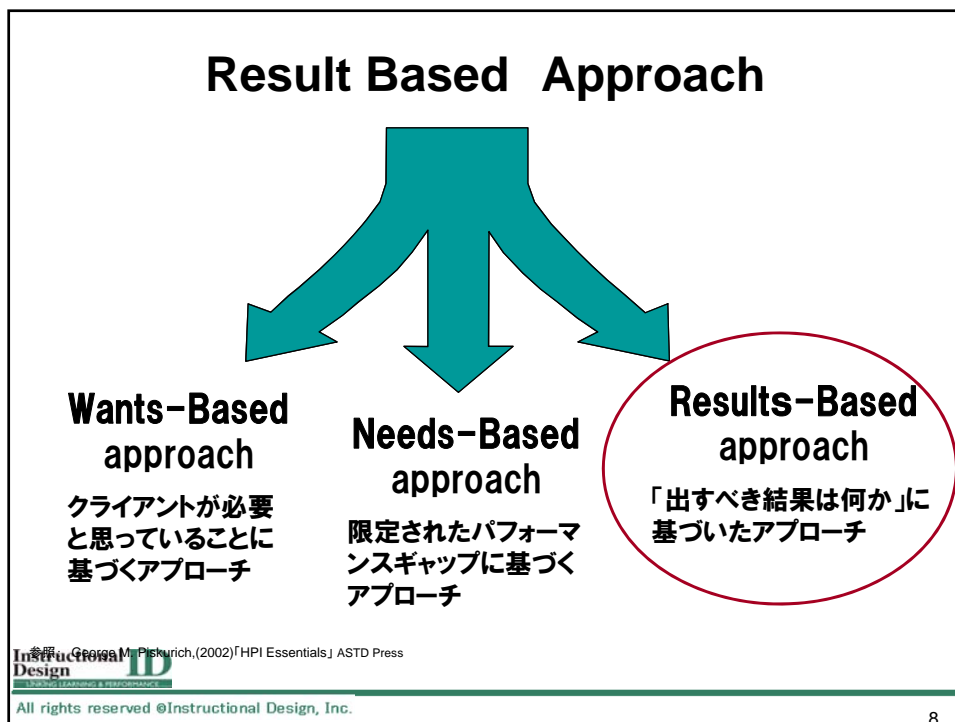 Result Based Approach
Wants-Based
approach
クライアントが必要
と思っていることに
基づくアプローチ
Needs-Based
approach
限定されたパフォーマ
ンスギャップに基づく
アプローチ
Results-Based
approach
「出すべき結果は何か」に
基づいたアプローチ
参照: George M. Piskurich,(2002)「HPI Essentials」 ASTD Press
Instructional ID
Design
LINKING LEARNING & PERFORMANCE
All rights reserved ©Instructional Design, Inc.
8